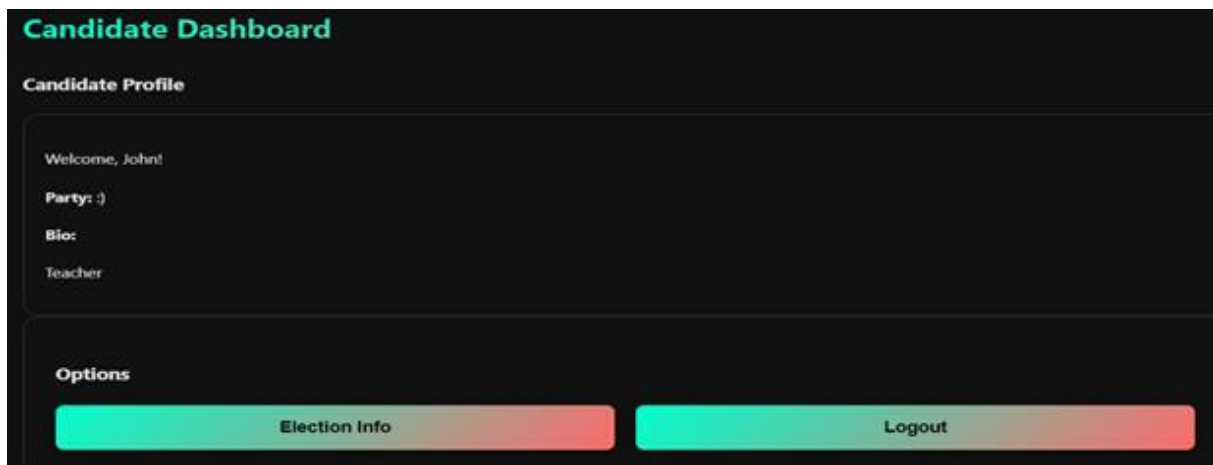 Candidate Dashboard
Candidate Profile
Welcome, John!
Party: :)
Bio:
Teacher
Options
Election Info
Logout